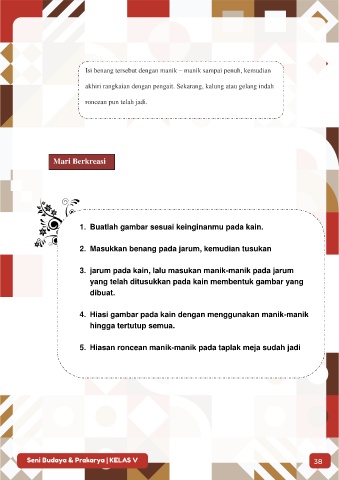 Isi benang tersebut dengan manik – manik sampai penuh, kemudian
akhiri rangkaian dengan pengait. Sekarang, kalung atau gelang indah
roncean pun telah jadi.
Mari Berkreasi
1. Buatlah gambar sesuai keinginanmu pada kain.
2. Masukkan benang pada jarum, kemudian tusukan
3. jarum pada kain, lalu masukan manik-manik pada jarum
yang telah ditusukkan pada kain membentuk gambar yang
dibuat.
4. Hiasi gambar pada kain dengan menggunakan manik-manik
hingga tertutup semua.
5. Hiasan roncean manik-manik pada taplak meja sudah jadi
Seni Budaya & Prakarya | KELAS V
38